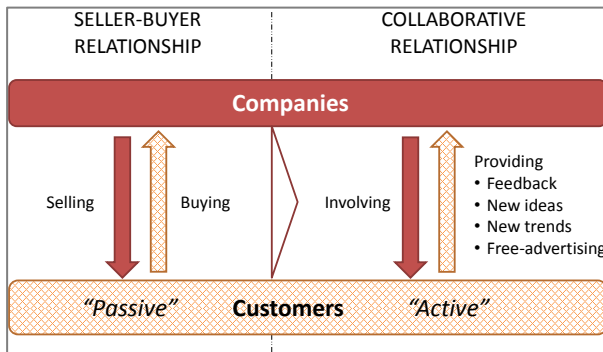 SELLER-BUYER
RELATIONSHIP
COLLABORATIVE
RELATIONSHIP
Companies
Selling
Buying
Involving
Providing
• Feedback
• New ideas
• New trends
• Free-advertising
“Passive”
Customers
“Active”